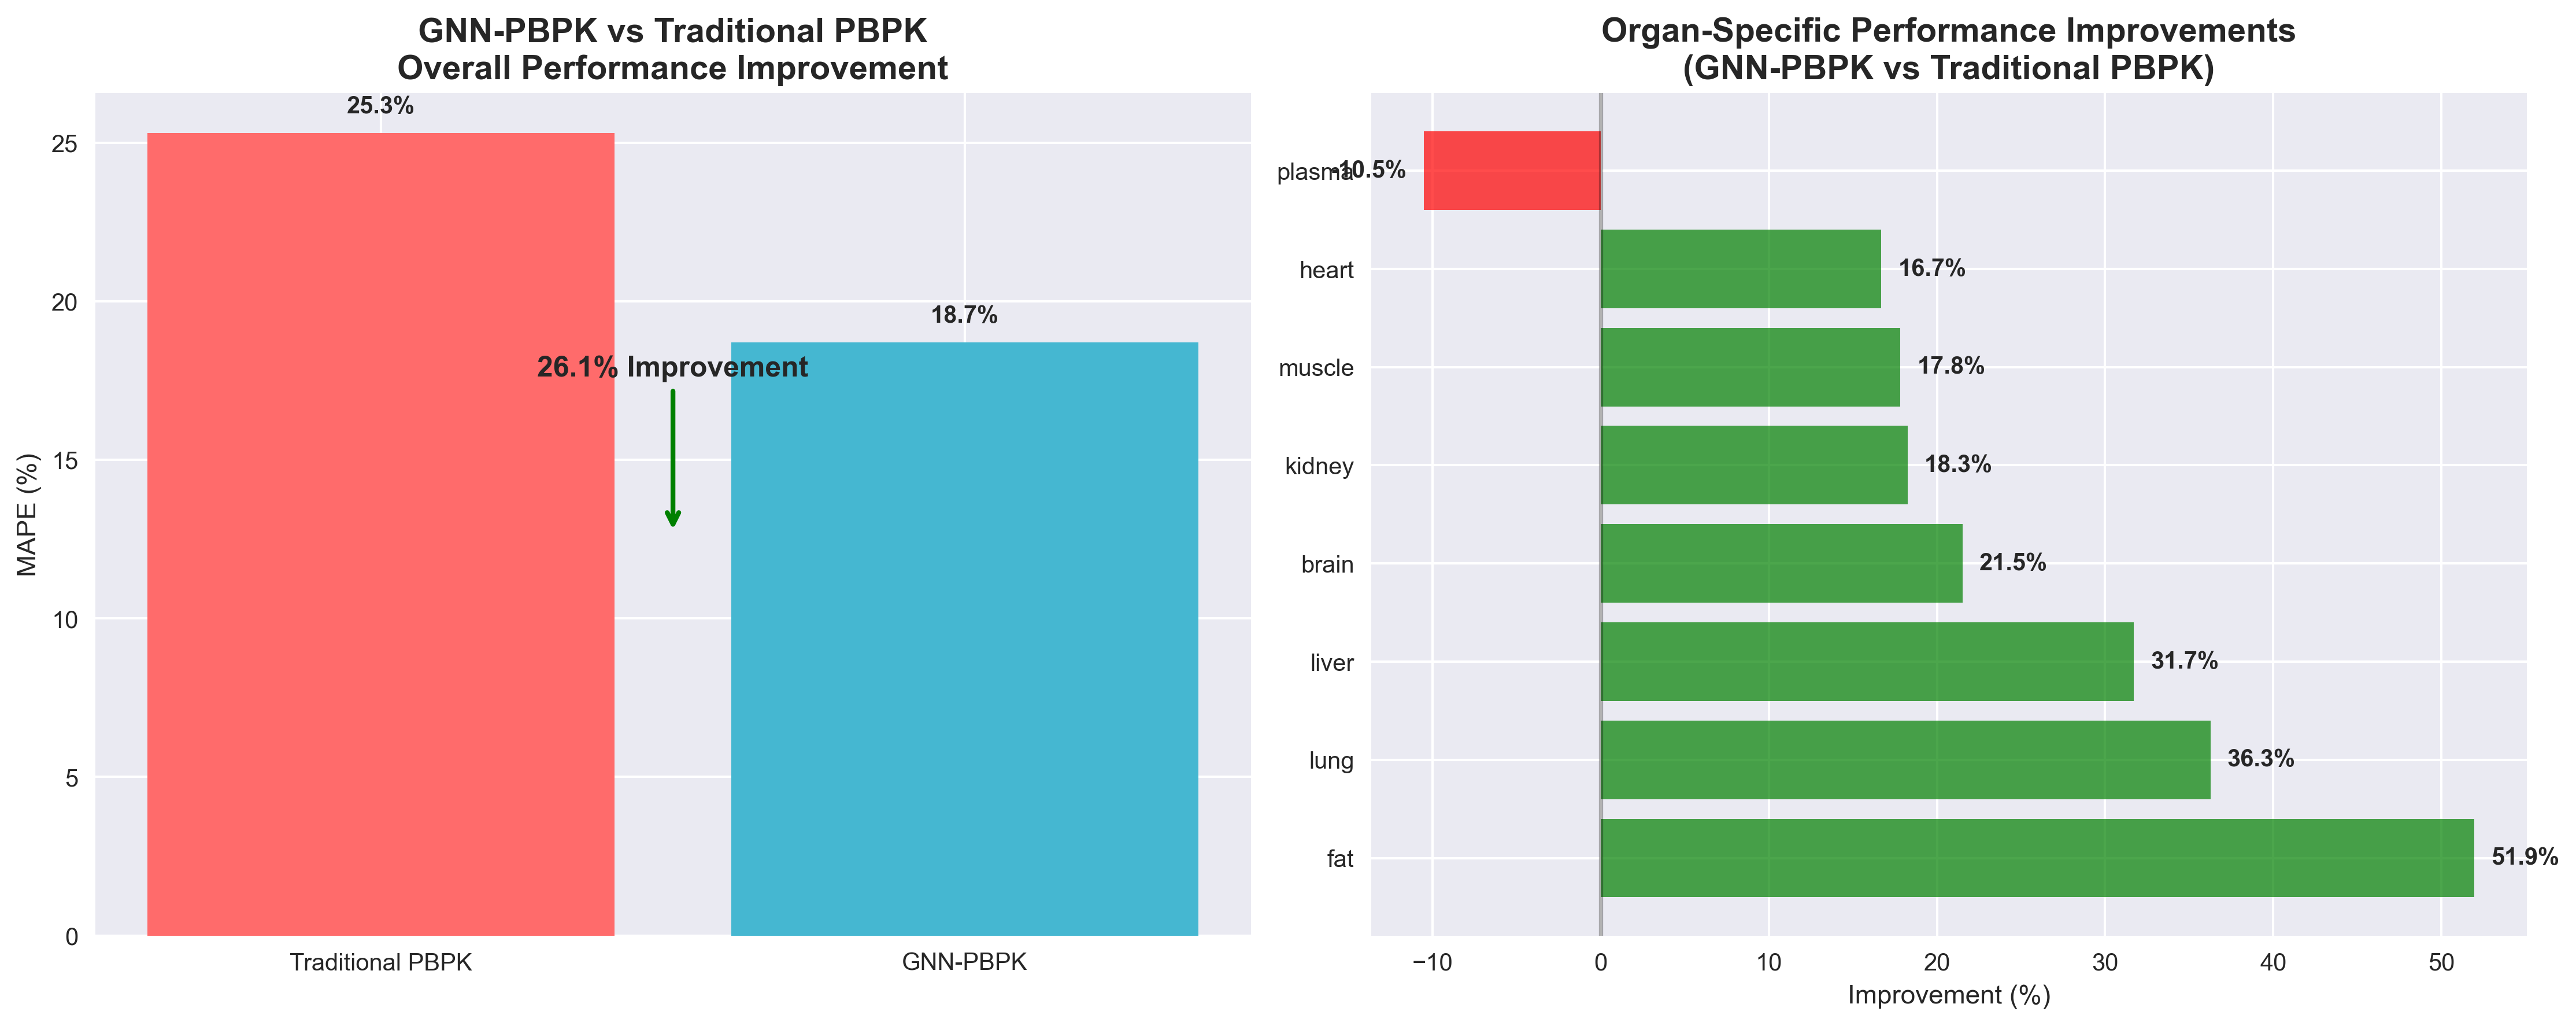 GNN-PBPK vs Traditional PBPK
Overall Performance Improvement
MAPE (%)
25
20
15
10
5
0
25.3%
18.7%
26.1% Improvement
Traditional PBPK
GNN-PBPK
Organ-Specific Performance Improvements
(GNN-PBPK vs Traditional PBPK)
plasma
-10.5%
heart
16.7%
muscle
17.8%
kidney
18.3%
brain
21.5%
liver
31.7%
lung
36.3%
fat
51.9%
−10
0
10
20
30
40
50
Improvement (%)